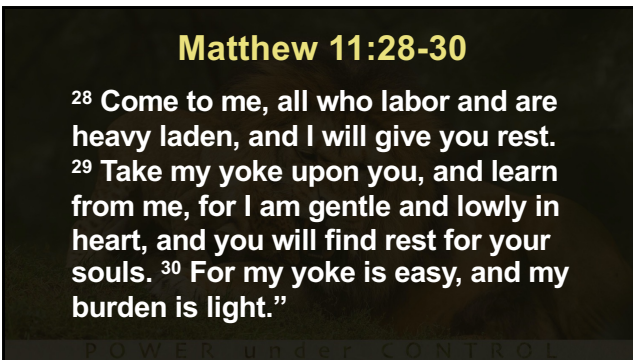 Matthew 11:28-30
²⁸ Come to me, all who labor and are
heavy laden, and I will give you rest.
²⁹ Take my yoke upon you, and learn
from me, for I am gentle and lowly in
heart, and you will find rest for your
souls. ³⁰ For my yoke is easy, and my
burden is light.”
POWER under CONTROL